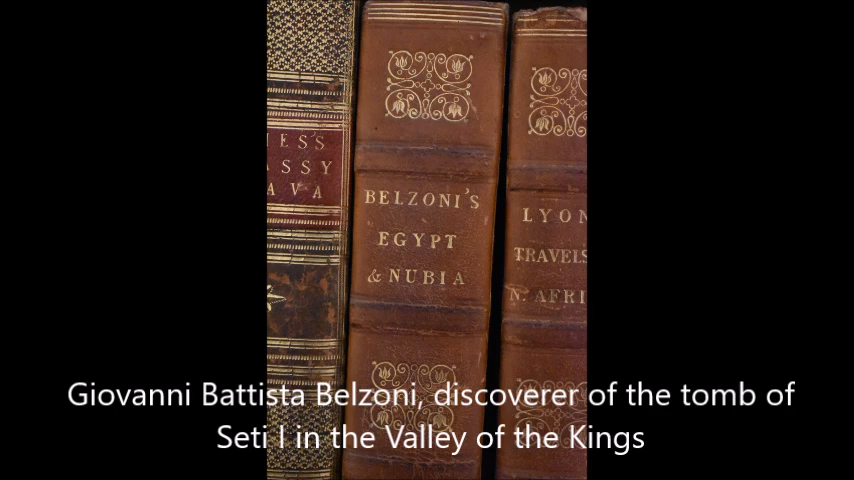 SSY
AVA
BELZONI'S
EGYPT
& NUBIA
LYON
TRAVELS
N. AFRI
Giovanni Battista Belzoni, discoverer of the tomb of
Seti I in the Valley of the Kings